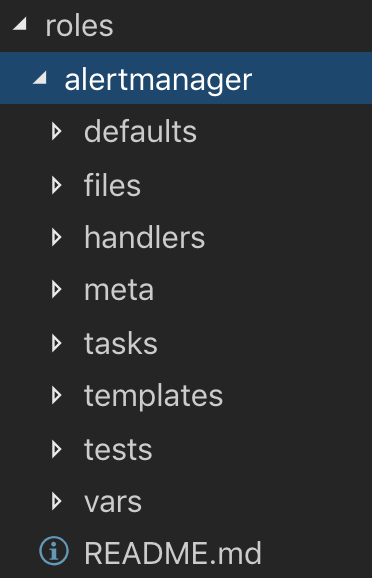 roles
alertmanager
defaults
files
handlers
meta
tasks
templates
tests
vars
README.md